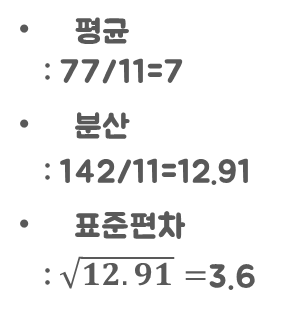 • 평균
: 77/11=7
• 분산
: 142/11=12.91
• 표준편차
: √12.91 =3.6